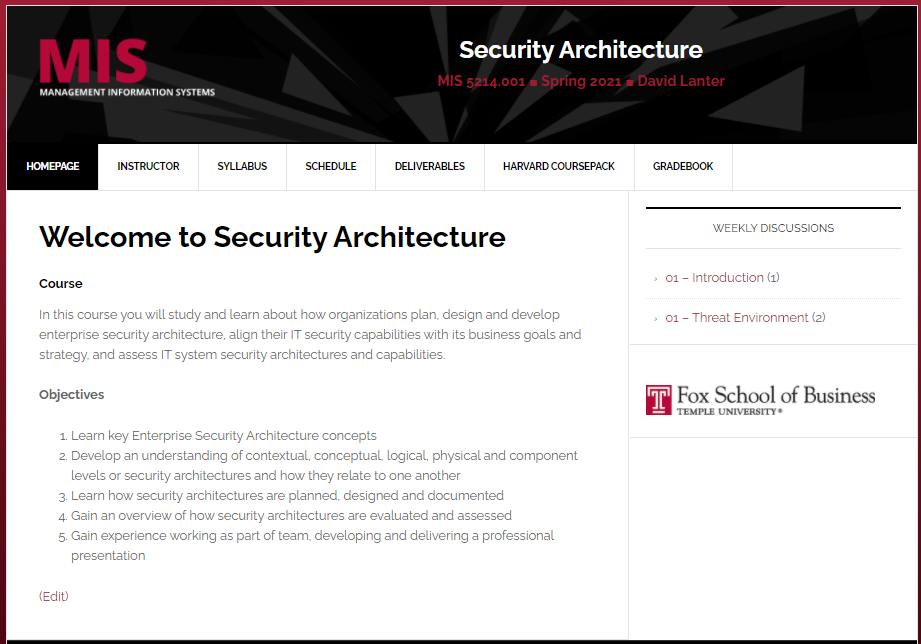 MIS
MANAGEMENT INFORMATION SYSTEMS
Security Architecture
MIS 5214.001 ■ Spring 2021 ■ David Lanter
HOMEPAGE
INSTRUCTOR
SYLLABUS
SCHEDULE
DELIVERABLES
HARVARD COURSEPACK
GRADEBOOK
Welcome to Security Architecture
Course
In this course you will study and learn about how organizations plan, design and develop
enterprise security architecture, align their IT security capabilities with its business goals and
strategy, and assess IT system security architectures and capabilities.
Objectives
1. Learn key Enterprise Security Architecture concepts
2. Develop an understanding of contextual, conceptual, logical, physical and component
levels or security architectures and how they relate to one another
3. Learn how security architectures are planned, designed and documented
4. Gain an overview of how security architectures are evaluated and assessed
5. Gain experience working as part of team, developing and delivering a professional
presentation
(Edit)
WEEKLY DISCUSSIONS
› 01 – Introduction (1)
› 01 – Threat Environment (2)
T
Fox School of Business
TEMPLE UNIVERSITY®